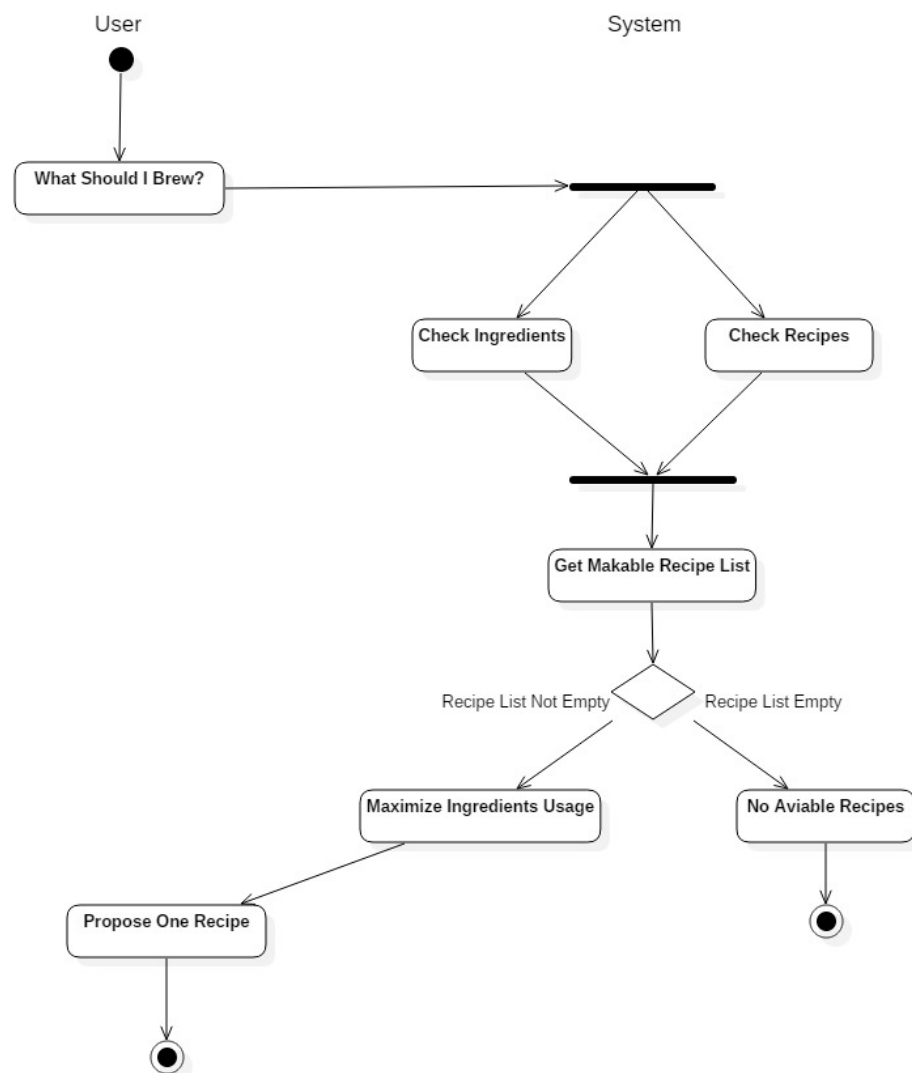 User
System
What Should I Brew?
Check Ingredients
Check Recipes
Get Makable Recipe List
Recipe List Not Empty
Recipe List Empty
Maximize Ingredients Usage
No Aviable Recipes
Propose One Recipe